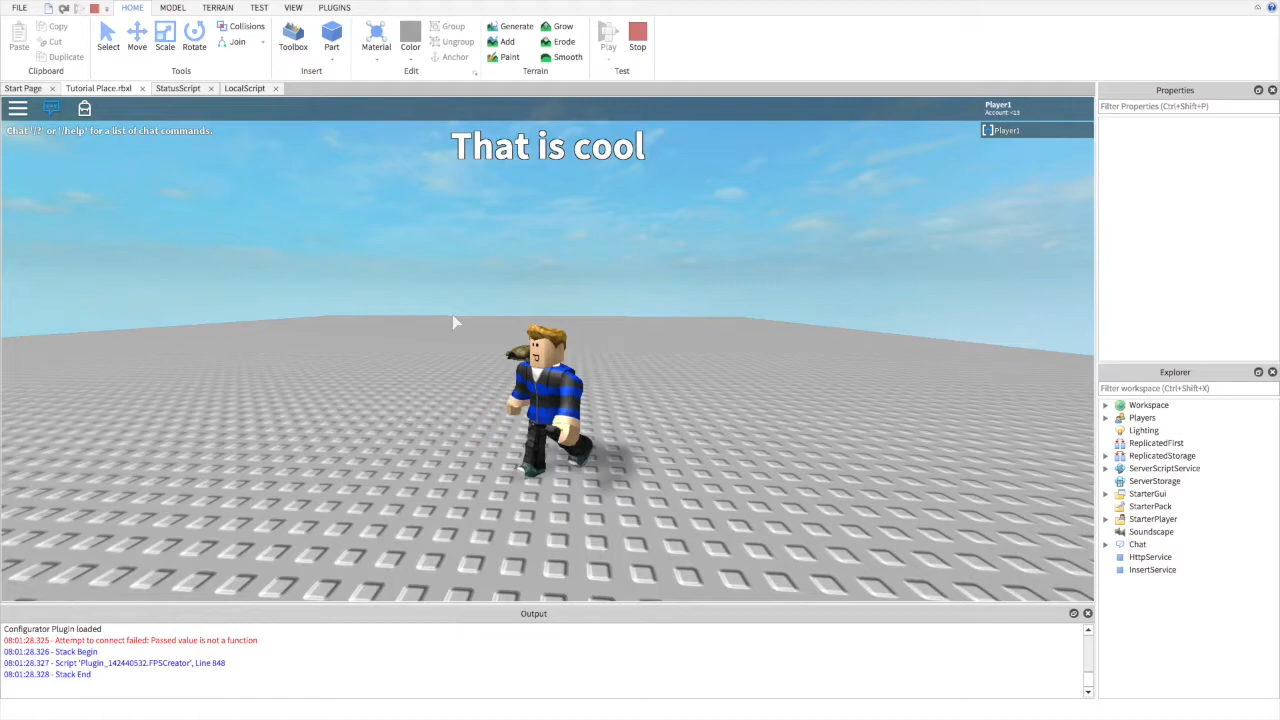 FILE HOME MODEL TERRAIN TEST VIEW PLUGINS
Paste Copy Cut Duplicate
Select Move Scale Rotate Collisions Join
Toolbox Part
Material Color Group Ungroup Anchor
Generate Grow
Add Erode
Paint Smooth
Play Stop
Clipboard Tools Insert Edit Terrain Test
Start Page Tutorial Place.rbxl StatusScript LocalScript
Player1
Account: <13
Chat '/?' or '/help' for a list of chat commands.
That is cool
[ ] Player1
Properties
Filter Properties (Ctrl+Shift+P)
Explorer
Filter workspace (Ctrl+Shift+X)
Workspace
Players
Lighting
ReplicatedFirst
ReplicatedStorage
ServerScriptService
ServerStorage
StarterGui
StarterPack
StarterPlayer
Soundscape
Chat
HttpService
InsertService
Output
Configurator Plugin loaded
08:01:28.325 - Attempt to connect failed: Passed value is not a function
08:01:28.326 - Stack Begin
08:01:28.327 - Script 'Plugin_142440532.FPSCreator', Line 848
08:01:28.328 - Stack End